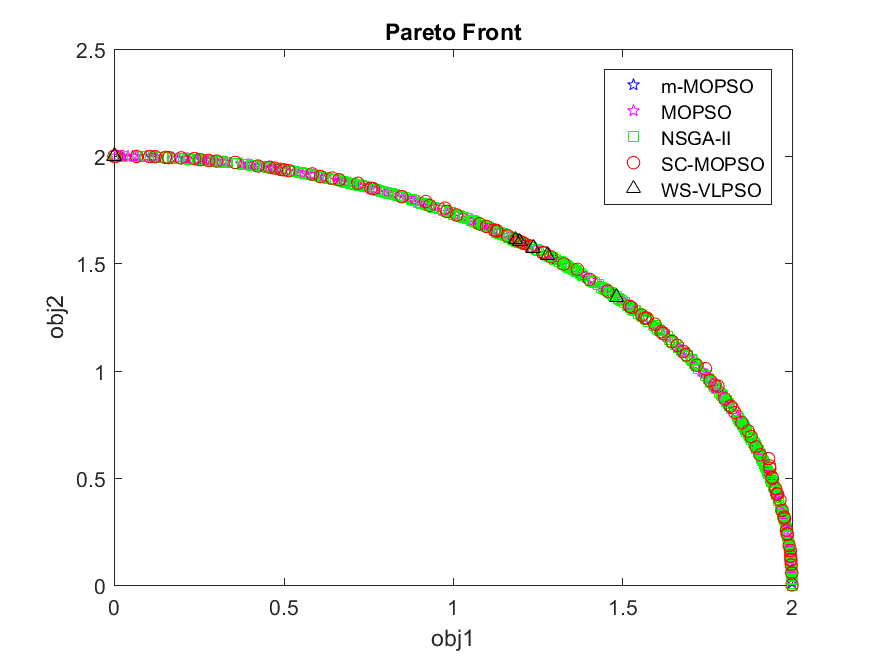 Pareto Front
2.5
2
1.5
1
0.5
0
obj2
m-MOPSO
MOPSO
NSGA-II
SC-MOPSO
WS-VLPSO
0 0.5 1 1.5 2
obj1